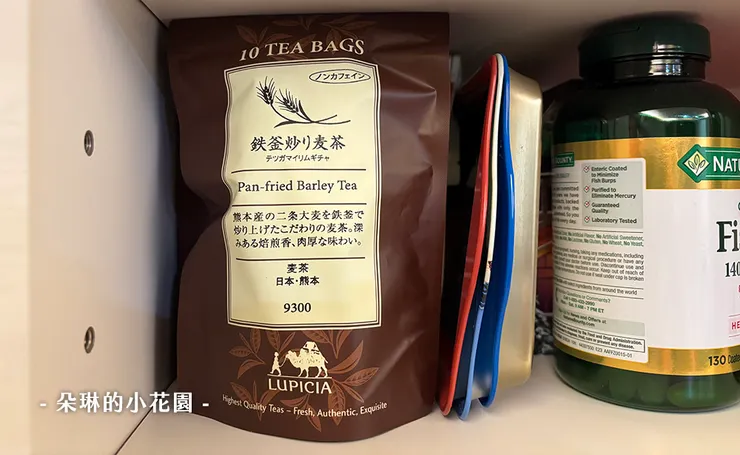 10 TEA BAGS
ノンカフェイン
鉄釜炒り麦茶
テツガマイリムギチャ
Pan-fried Barley Tea
熊本産の二条大麦を鉄釜で
炒り上げたこだわりの麦茶。深
みある焙煎香、肉厚な味わい。
麦茶
日本・熊本
9300
LUPICIA
Highest Quality Teas – Fresh, Authentic, Exquisite
- 朵琳的小花園 -
NATU
Enteric Coated
to Minimize
Fish Burps
Purified to
Eliminate Mercury
Guaranteed
Quality
Laboratory Tested
Fi
140
130 Coate